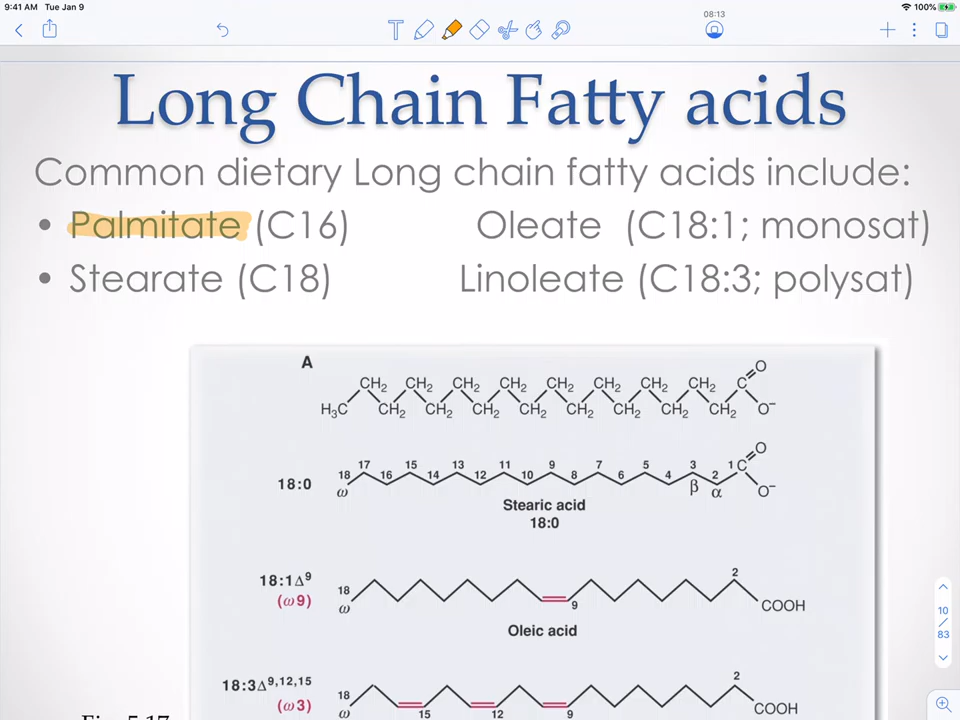 9:41 AM Tue Jan 9
100%
08:13
Long Chain Fatty acids
Common dietary Long chain fatty acids include:
• Palmitate (C16) Oleate (C18:1; monosat)
• Stearate (C18) Linoleate (C18:3; polysat)
A
CH2 CH2 CH2 CH2 CH2 CH2 CH2 CH2 C O
H3C CH2 CH2 CH2 CH2 CH2 CH2 CH2 CH2 O−
18:0
18 17 16 15 14 13 12 11 10 9 8 7 6 5 4 3 2 1 C O
ω β α O−
Stearic acid
18:0
18:1Δ9
(ω9)
18 9 2
ω COOH
Oleic acid
18:3Δ9,12,15
(ω3)
18 15 12 9 2
ω COOH
10
/
83